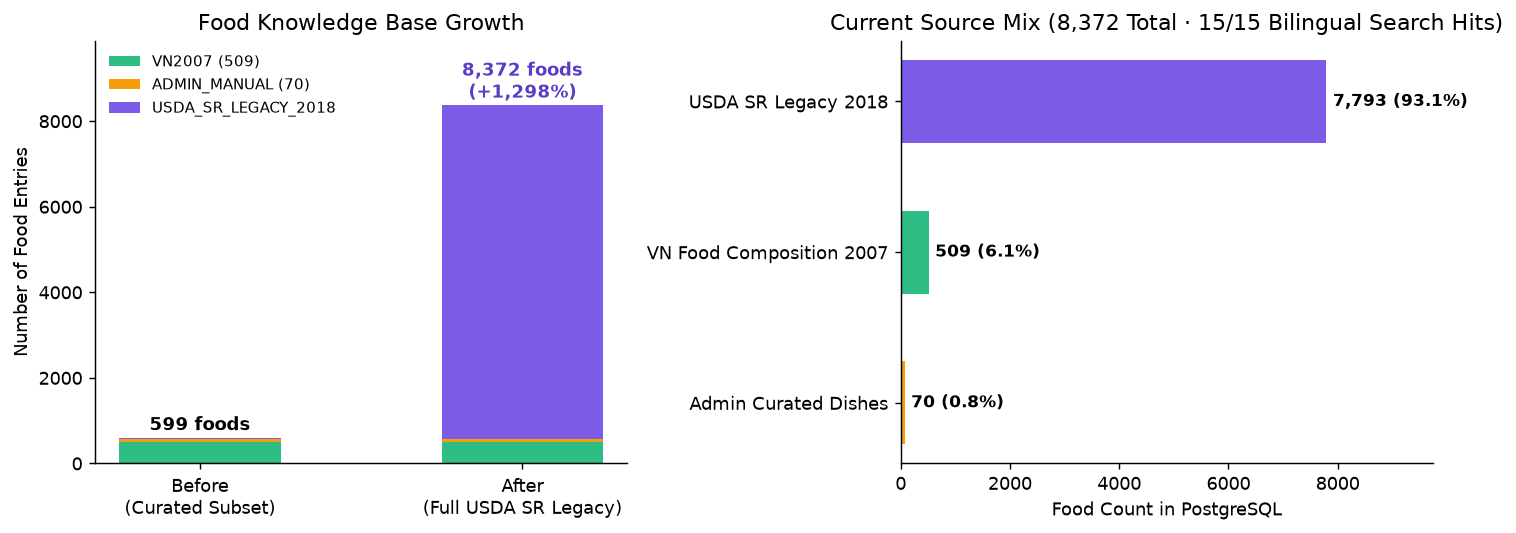 Food Knowledge Base Growth
VN2007 (509)
ADMIN_MANUAL (70)
USDA_SR_LEGACY_2018
8,372 foods
(+1,298%)
599 foods
Number of Food Entries
8000
6000
4000
2000
0
Before
(Curated Subset)
After
(Full USDA SR Legacy)
Current Source Mix (8,372 Total · 15/15 Bilingual Search Hits)
USDA SR Legacy 2018
7,793 (93.1%)
VN Food Composition 2007
509 (6.1%)
Admin Curated Dishes
70 (0.8%)
0
2000
4000
6000
8000
Food Count in PostgreSQL